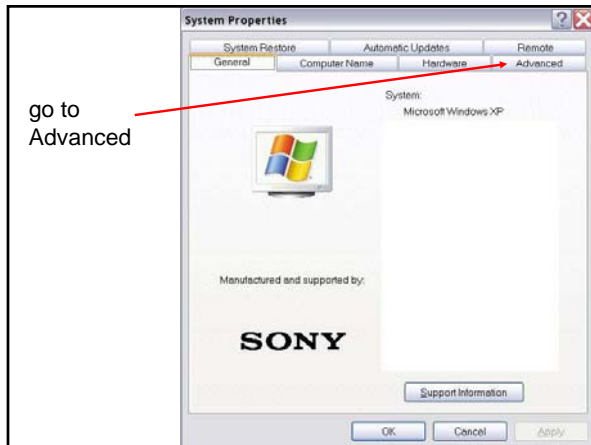 System Properties
System Restore Automatic Updates Remote
General Computer Name Hardware Advanced
go to
Advanced
System:
Microsoft Windows XP
Manufactured and supported by:
SONY
Support Information
OK Cancel Apply